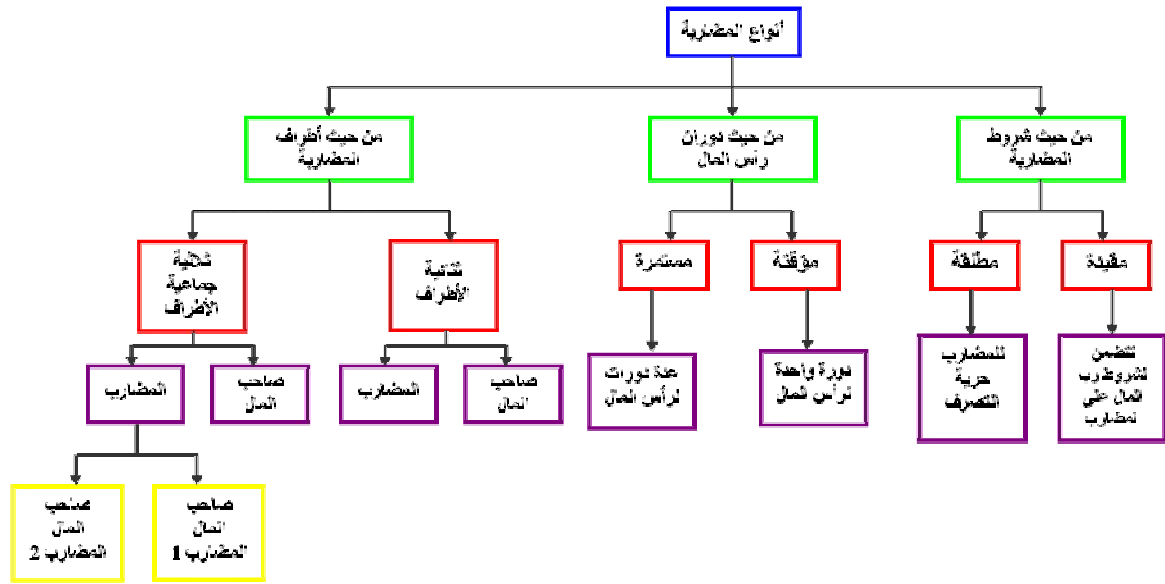 أنواع المضاربة
من حيث شروط
المضاربة
من حيث دوران
رأس المال
من حيث أطراف
المضاربة
مقيدة
مطلقة
مؤقتة
مستمرة
ثنائية
الأطراف
ثلاثية
جماعية
الأطراف
تتضمن
شروط رب
المال على
المضارب
للمضارب
حرية
التصرف
دورة واحدة
لرأس المال
عدة دورات
لرأس المال
صاحب
المال
المضارب
صاحب
المال
المضارب
صاحب
المال
المضارب 1
صاحب
المال
المضارب 2